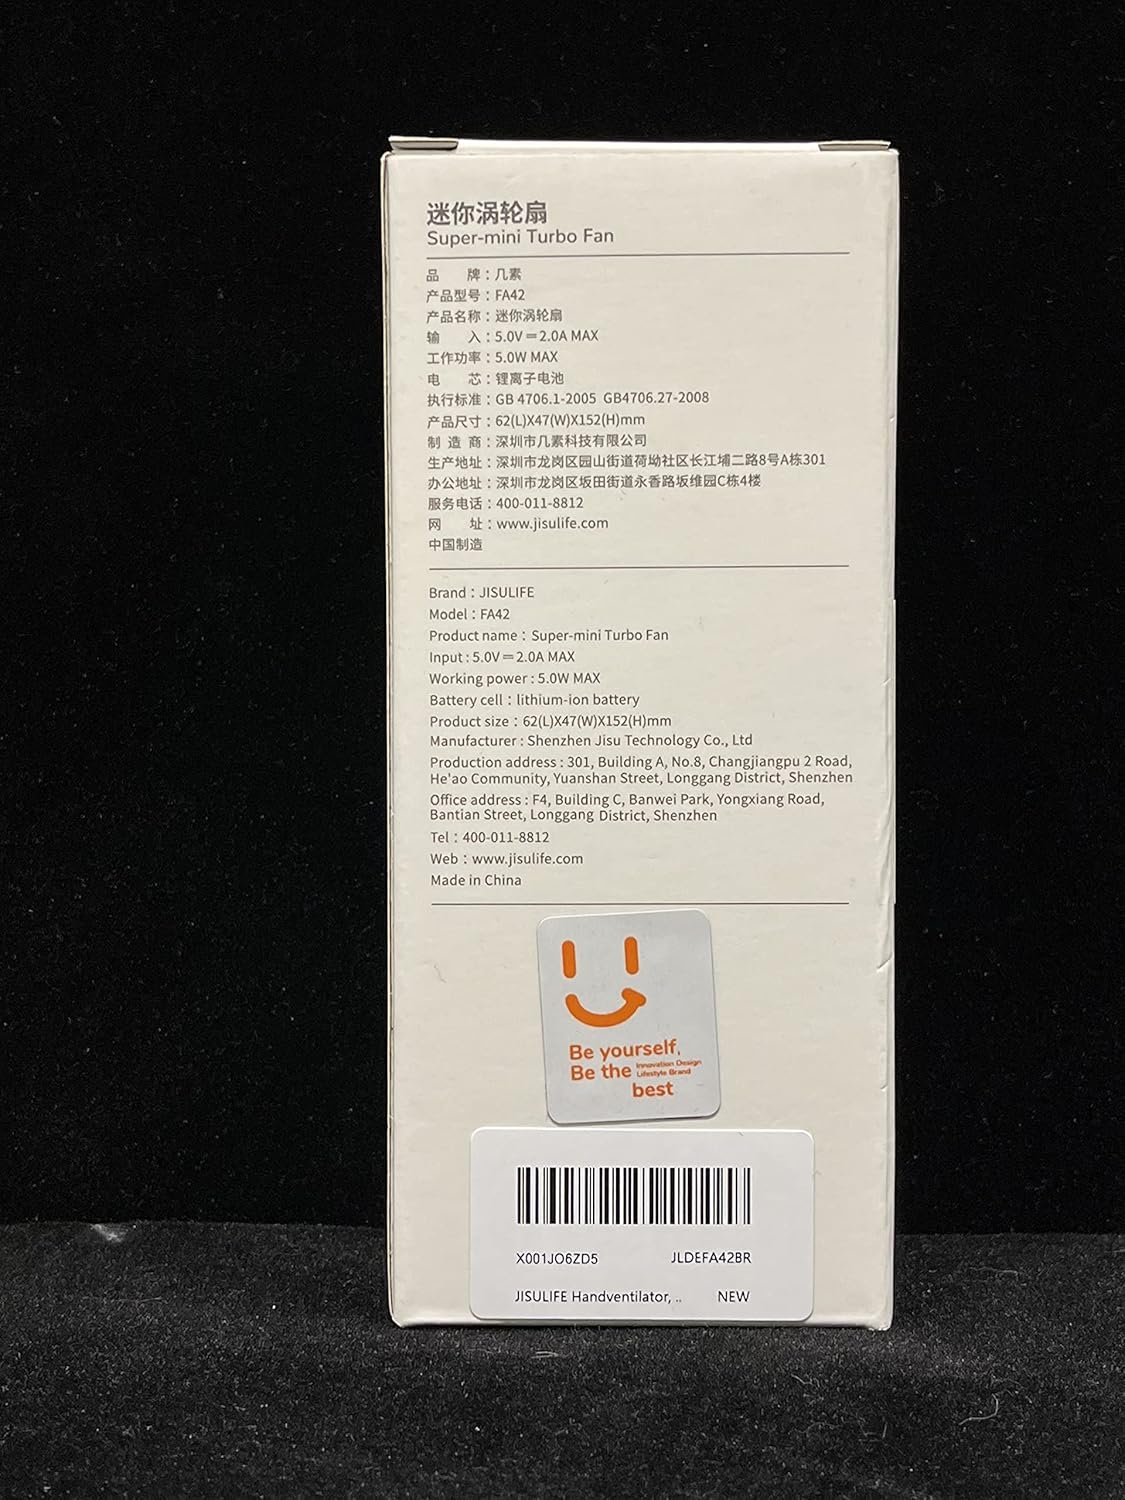 迷你涡轮扇
Super-mini Turbo Fan
品　　牌：几素
产品型号：FA42
产品名称：迷你涡轮扇
输　　入：5.0V⎓2.0A MAX
工作功率：5.0W MAX
电　　芯：锂离子电池
执行标准：GB 4706.1-2005 GB4706.27-2008
产品尺寸：62(L)X47(W)X152(H)mm
制 造 商：深圳市几素科技有限公司
生产地址：深圳市龙岗区园山街道荷坳社区长江埔二路8号A栋301
办公地址：深圳市龙岗区坂田街道永香路坂维园C栋4楼
服务电话：400-011-8812
网　　址：www.jisulife.com
中国制造
Brand : JISULIFE
Model : FA42
Product name : Super-mini Turbo Fan
Input : 5.0V⎓2.0A MAX
Working power : 5.0W MAX
Battery cell : lithium-ion battery
Product size : 62(L)X47(W)X152(H)mm
Manufacturer : Shenzhen Jisu Technology Co., Ltd
Production address : 301, Building A, No.8, Changjiangpu 2 Road,
He'ao Community, Yuanshan Street, Longgang District, Shenzhen
Office address : F4, Building C, Banwei Park, Yongxiang Road,
Bantian Street, Longgang District, Shenzhen
Tel : 400-011-8812
Web : www.jisulife.com
Made in China
Be yourself,
Be the Innovation Design
Lifestyle Brand
best
X001JO6ZD5 JLDEFA42BR
JISULIFE Handventilator, .. NEW